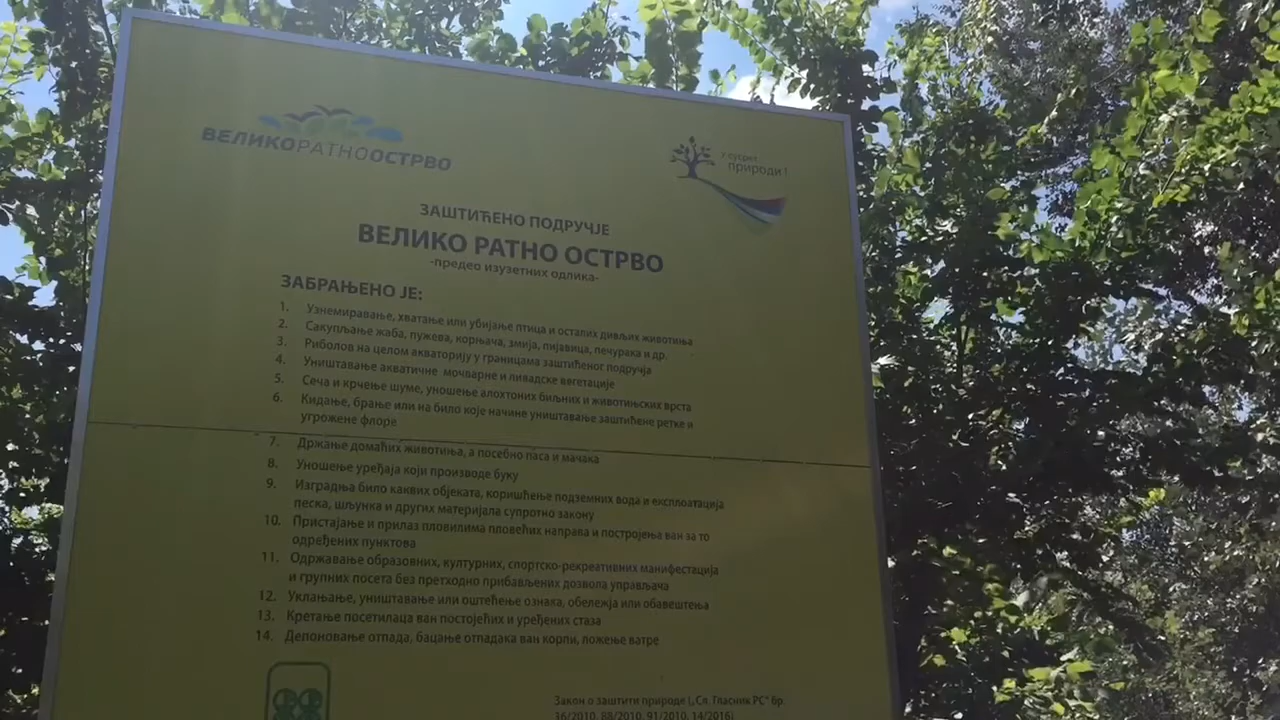 ВЕЛИКОРАТНООСТРВО
У сусрет
природи !
ЗАШТИЋЕНО ПОДРУЧЈЕ
ВЕЛИКО РАТНО ОСТРВО
-предео изузетних одлика-
ЗАБРАЊЕНО ЈЕ:
1. Узнемиравање, хватање или убијање птица и осталих дивљих животиња
2. Сакупљање жаба, пужева, корњача, змија, пијавица, печурака и др.
3. Риболов на целом акваторију у границама заштићеног подручја
4. Уништавање акватичне мочварне и ливадске вегетације
5. Сеча и крчење шуме, уношење алохтоних биљних и животињских врста
6. Кидање, брање или на било које начине уништавање заштићене ретке и
угрожене флоре
7. Држање домаћих животиња, а посебно паса и мачака
8. Уношење уређаја који производе буку
9. Изградња било каквих објеката, коришћење подземних вода и експлоатација
песка, шљунка и других материјала супротно закону
10. Пристајање и прилаз пловилима пловећих направа и постројења ван за то
одређених пунктова
11. Одржавање образовних, културних, спортско-рекреативних манифестација
и групних посета без претходно прибављених дозвола управљача
12. Уклањање, уништавање или оштећење ознака, обележја или обавештења
13. Кретање посетилаца ван постојећих и уређених стаза
14. Депоновање отпада, бацање отпадака ван корпи, ложење ватре
Закон о заштити природе („Сл. Гласник РС" бр.
36/2010, 88/2010, 91/2010, 14/2016)